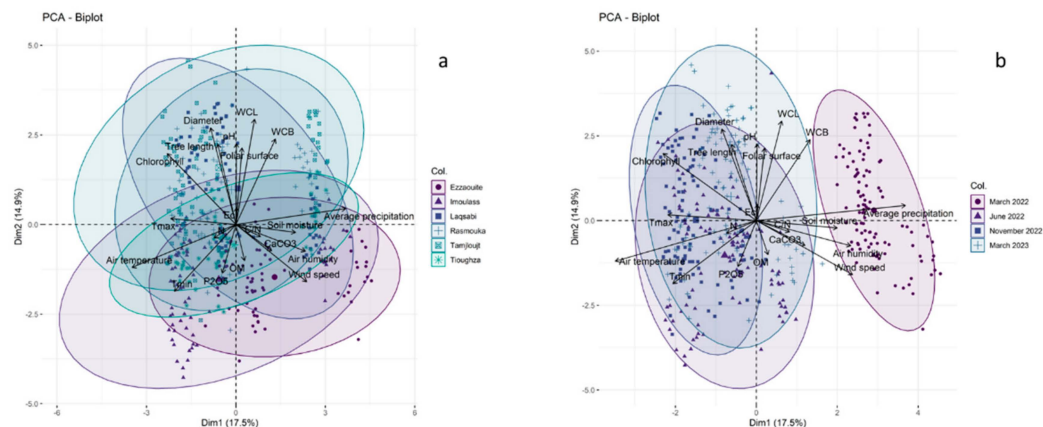 PCA - Biplot
a
5.0
2.5
0.0
-2.5
-5.0
Dim2 (14.9%)
WCL
Diameter
pH
WCB
Tree length
Foliar surface
Chlorophyll
Average precipitation
Tmax
N
Soil moisture
CaCO3
Air temperature
Air humidity
OM
Tmin
P2O5
Wind speed
-6
-3
0
3
6
Dim1 (17.5%)
Col.
Ezzaouite
Imoulass
Laqsabi
Rasmouka
Tamjloujt
Tioughza
PCA - Biplot
b
5.0
2.5
0.0
-2.5
-5.0
Dim2 (14.9%)
WCL
Diameter
pH
WCB
Tree length
Foliar surface
Chlorophyll
Average precipitation
Tmax
N
Soil moisture
CaCO3
Air temperature
Air humidity
OM
Tmin
P2O5
Wind speed
-2
0
2
4
Dim1 (17.5%)
Col.
March 2022
June 2022
November 2022
March 2023